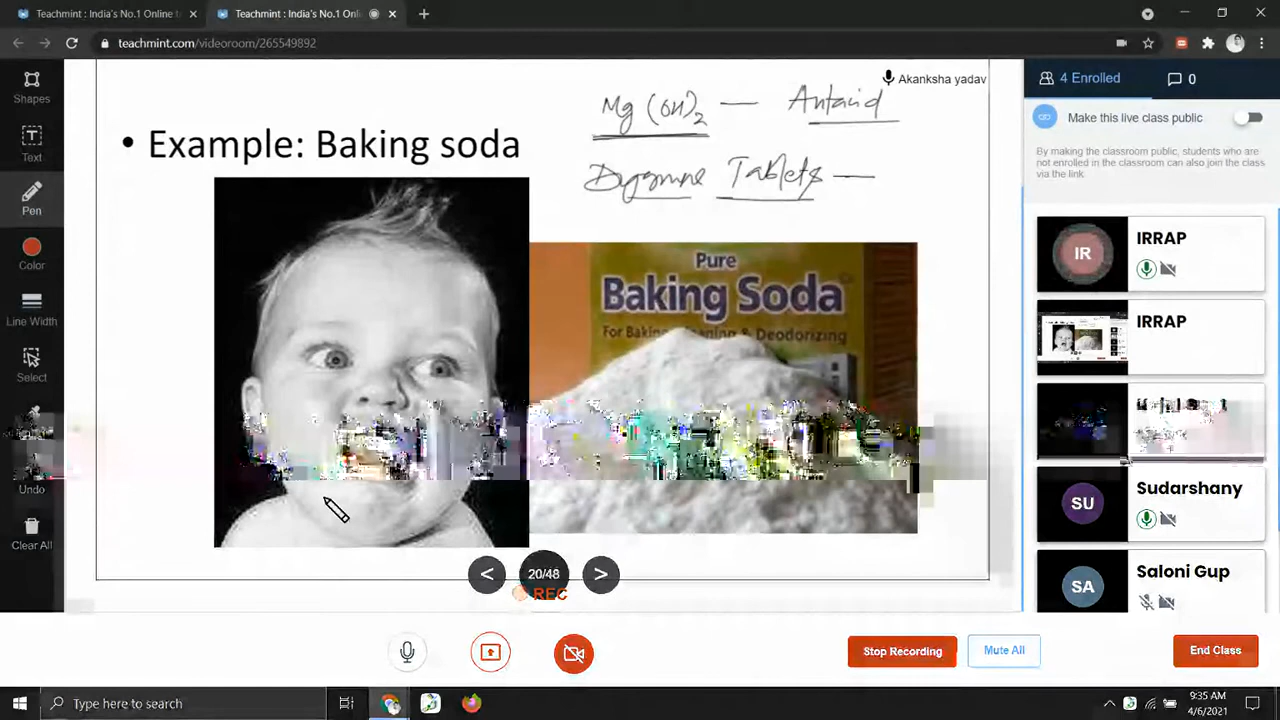 Teachmint : India's No.1 Online t
Teachmint : India's No.1 Onl
teachmint.com/videoroom/265549892
Shapes
Text
Pen
Color
Line Width
Select
Undo
Clear All
Akanksha yadav
Mg (OH)2 — Antacid
Tablets —
• Example: Baking soda
Pure
Baking Soda
For Baking, & Deodorizing
< 20/48 >
REC
4 Enrolled
0
Make this live class public
By making the classroom public, students who are
not enrolled in the classroom can also join the class
via the link.
IR
IRRAP
IRRAP
SU
Sudarshany
SA
Saloni Gup
Stop Recording
Mute All
End Class
Type here to search
9:35 AM
4/6/2021